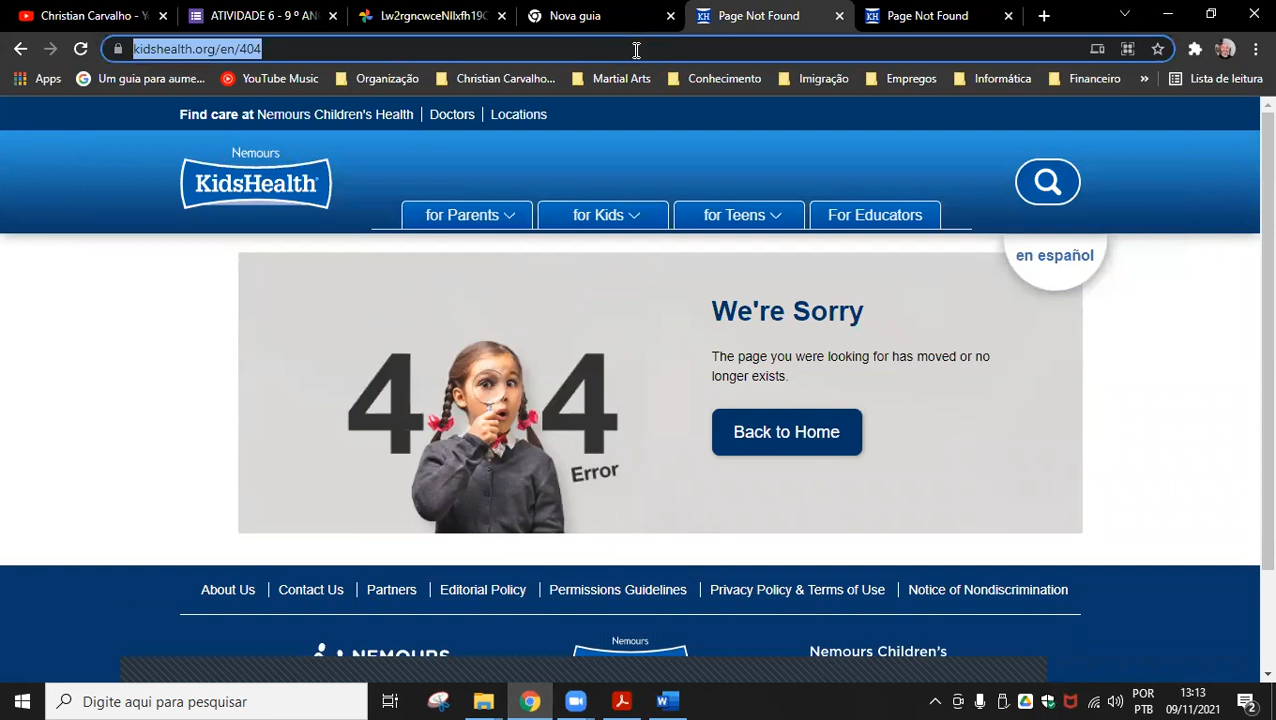 Christian Carvalho - Y
ATIVIDADE 6 - 9 º AN
Lw2rgncwceNIlxfh19C
Nova guia
Page Not Found
Page Not Found
kidshealth.org/en/404
Apps
Um guia para aume...
YouTube Music
Organização
Christian Carvalho...
Martial Arts
Conhecimento
Imigração
Empregos
Informática
Financeiro
»
Lista de leitura
Find care at Nemours Children's Health | Doctors | Locations
Nemours
KidsHealth®
for Parents
for Kids
for Teens
For Educators
en español
4 4
Error
We're Sorry
The page you were looking for has moved or no
longer exists.
Back to Home
About Us | Contact Us | Partners | Editorial Policy | Permissions Guidelines | Privacy Policy & Terms of Use | Notice of Nondiscrimination
NEMOURS
Nemours
Nemours Children's
Digite aqui para pesquisar
POR
PTB
13:13
09/11/2021
2